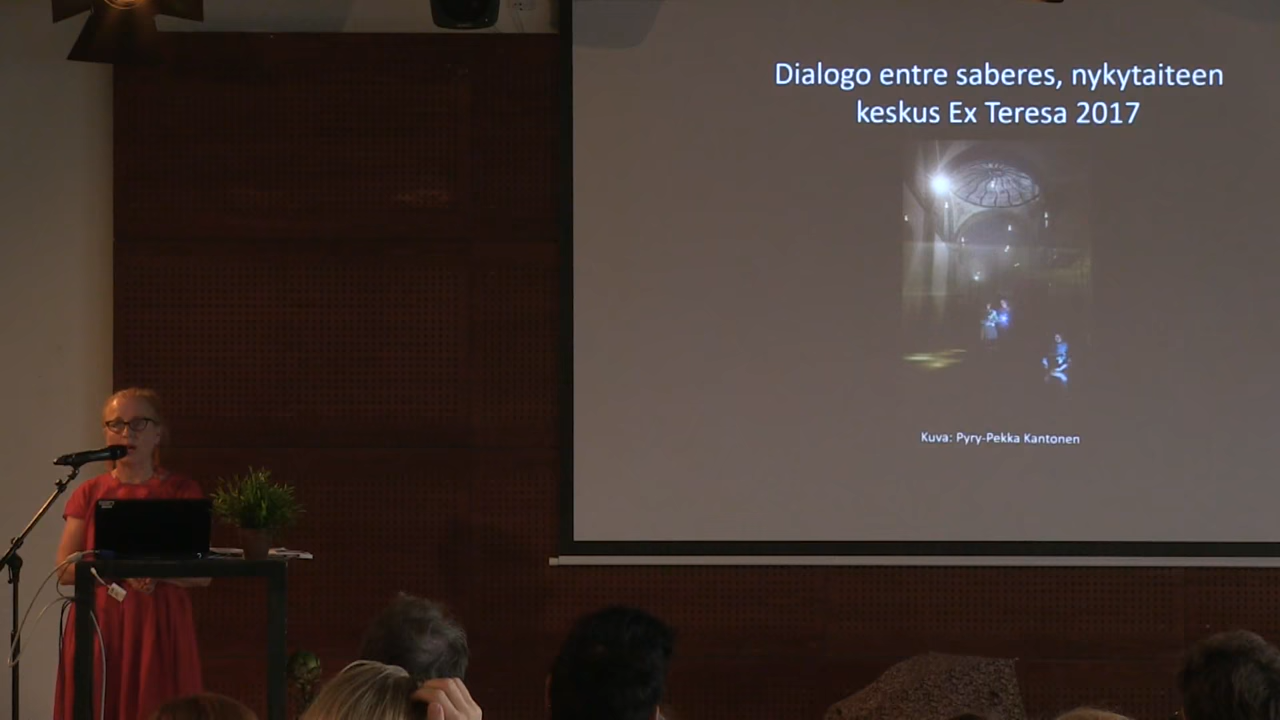 Dialogo entre saberes, nykytaiteen
keskus Ex Teresa 2017
Kuva: Pyry-Pekka Kantonen